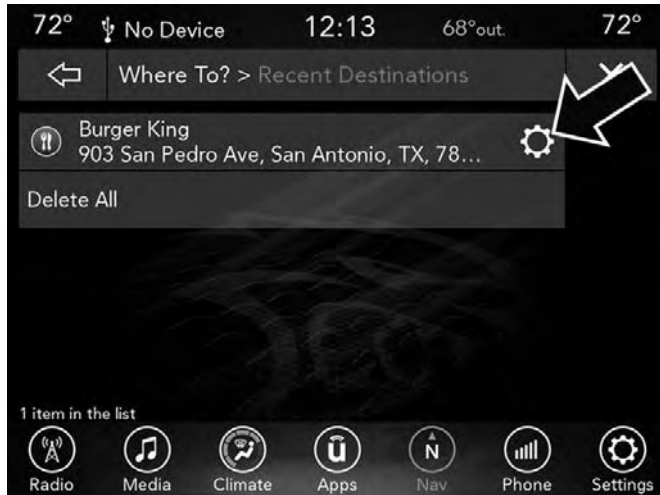 72° No Device 12:13 68°out. 72°
Where To? > Recent Destinations
Burger King
903 San Pedro Ave, San Antonio, TX, 78...
Delete All
1 item in the list
Radio Media Climate Apps Nav Phone Settings